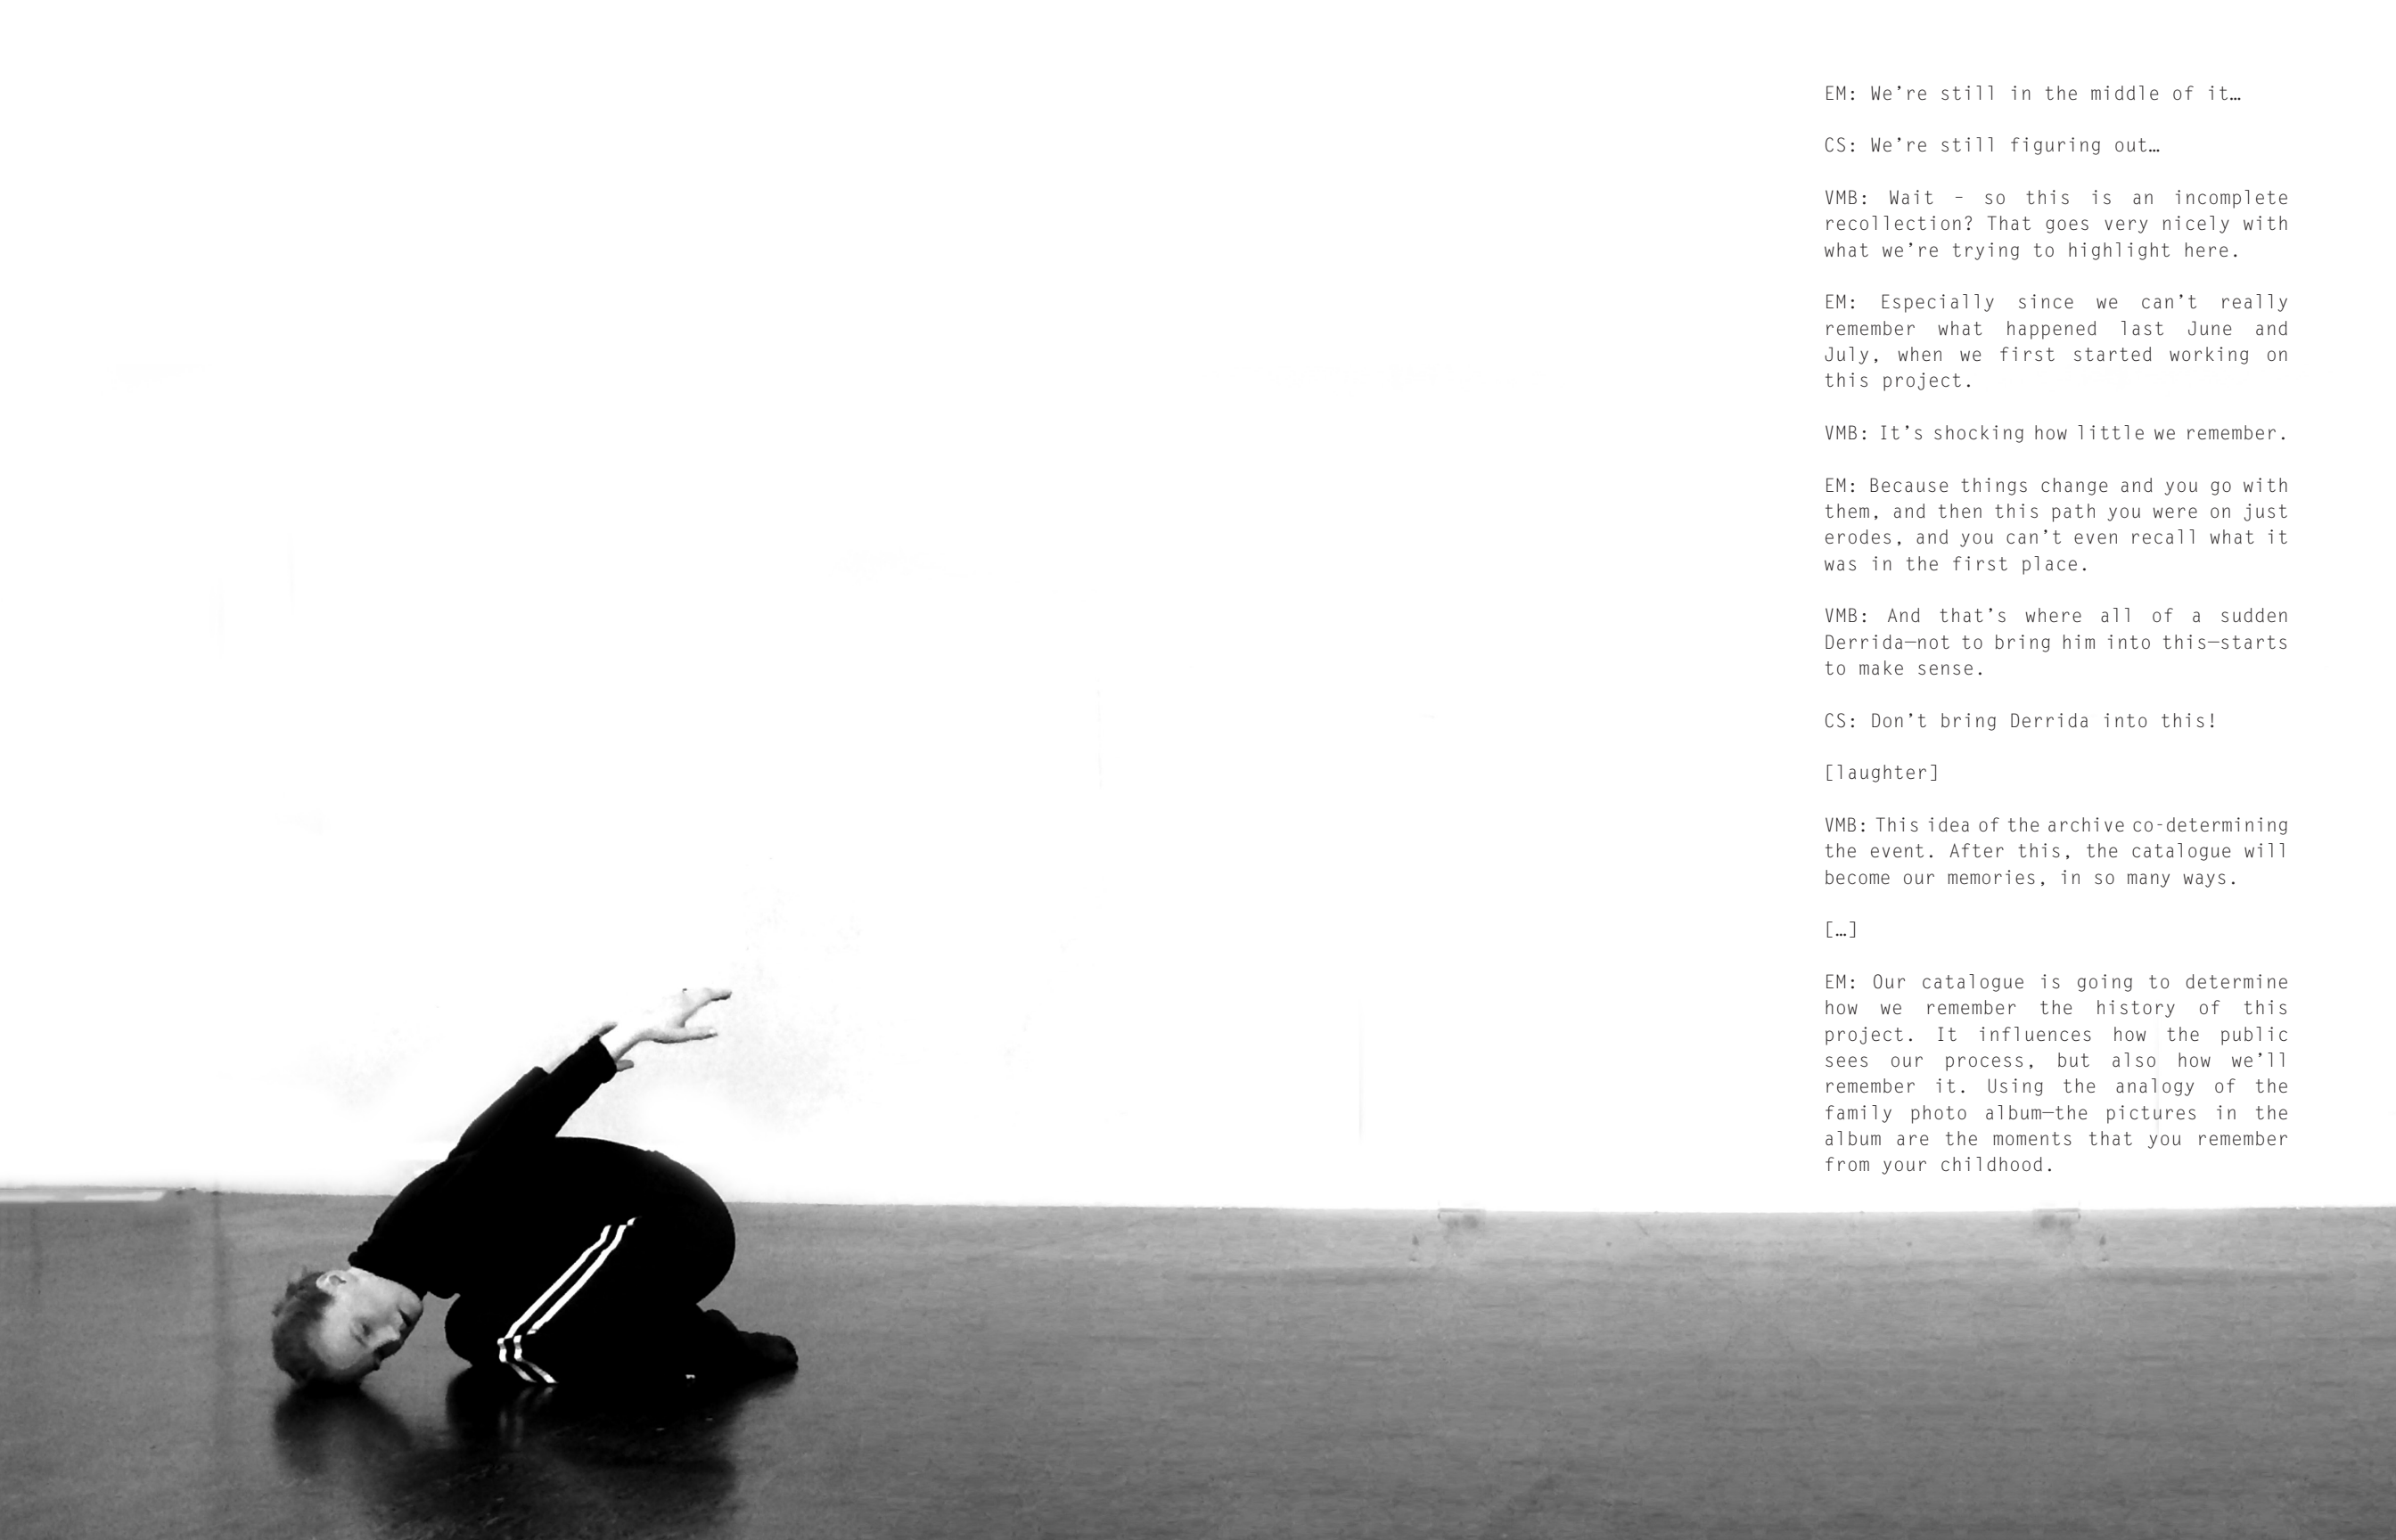 EM: We’re still in the middle of it…
CS: We’re still figuring out…
VMB: Wait – so this is an incomplete
recollection? That goes very nicely with
what we’re trying to highlight here.
EM: Especially since we can’t really
remember what happened last June and
July, when we first started working on
this project.
VMB: It’s shocking how little we remember.
EM: Because things change and you go with
them, and then this path you were on just
erodes, and you can’t even recall what it
was in the first place.
VMB: And that’s where all of a sudden
Derrida—not to bring him into this—starts
to make sense.
CS: Don’t bring Derrida into this!
[laughter]
VMB: This idea of the archive co-determining
the event. After this, the catalogue will
become our memories, in so many ways.
[…]
EM: Our catalogue is going to determine
how we remember the history of this
project. It influences how the public
sees our process, but also how we’ll
remember it. Using the analogy of the
family photo album—the pictures in the
album are the moments that you remember
from your childhood.